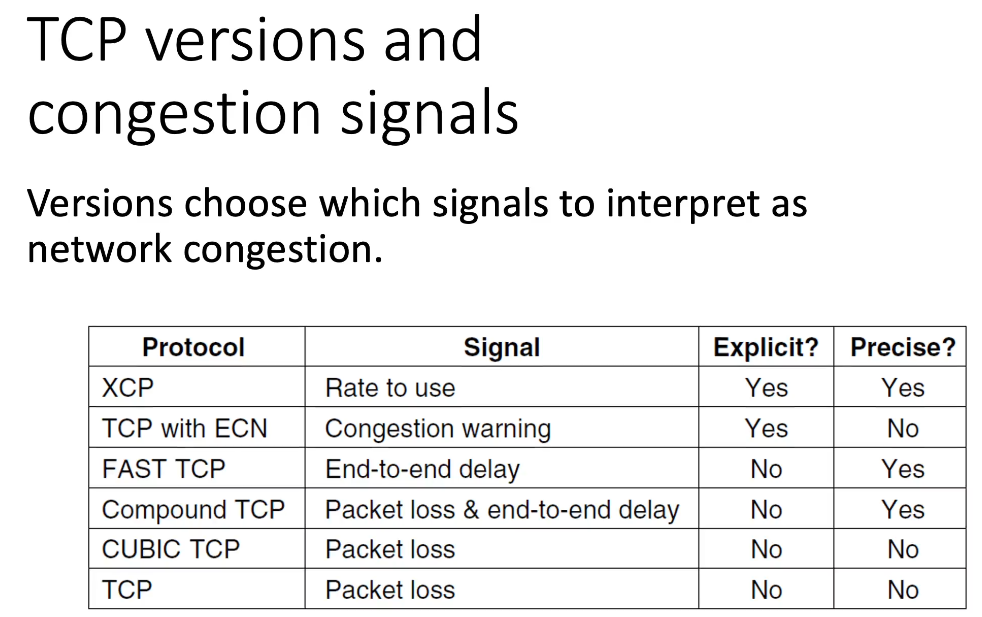 TCP versions and
congestion signals
Versions choose which signals to interpret as
network congestion.
Protocol Signal Explicit? Precise?
XCP Rate to use Yes Yes
TCP with ECN Congestion warning Yes No
FAST TCP End-to-end delay No Yes
Compound TCP Packet loss & end-to-end delay No Yes
CUBIC TCP Packet loss No No
TCP Packet loss No No